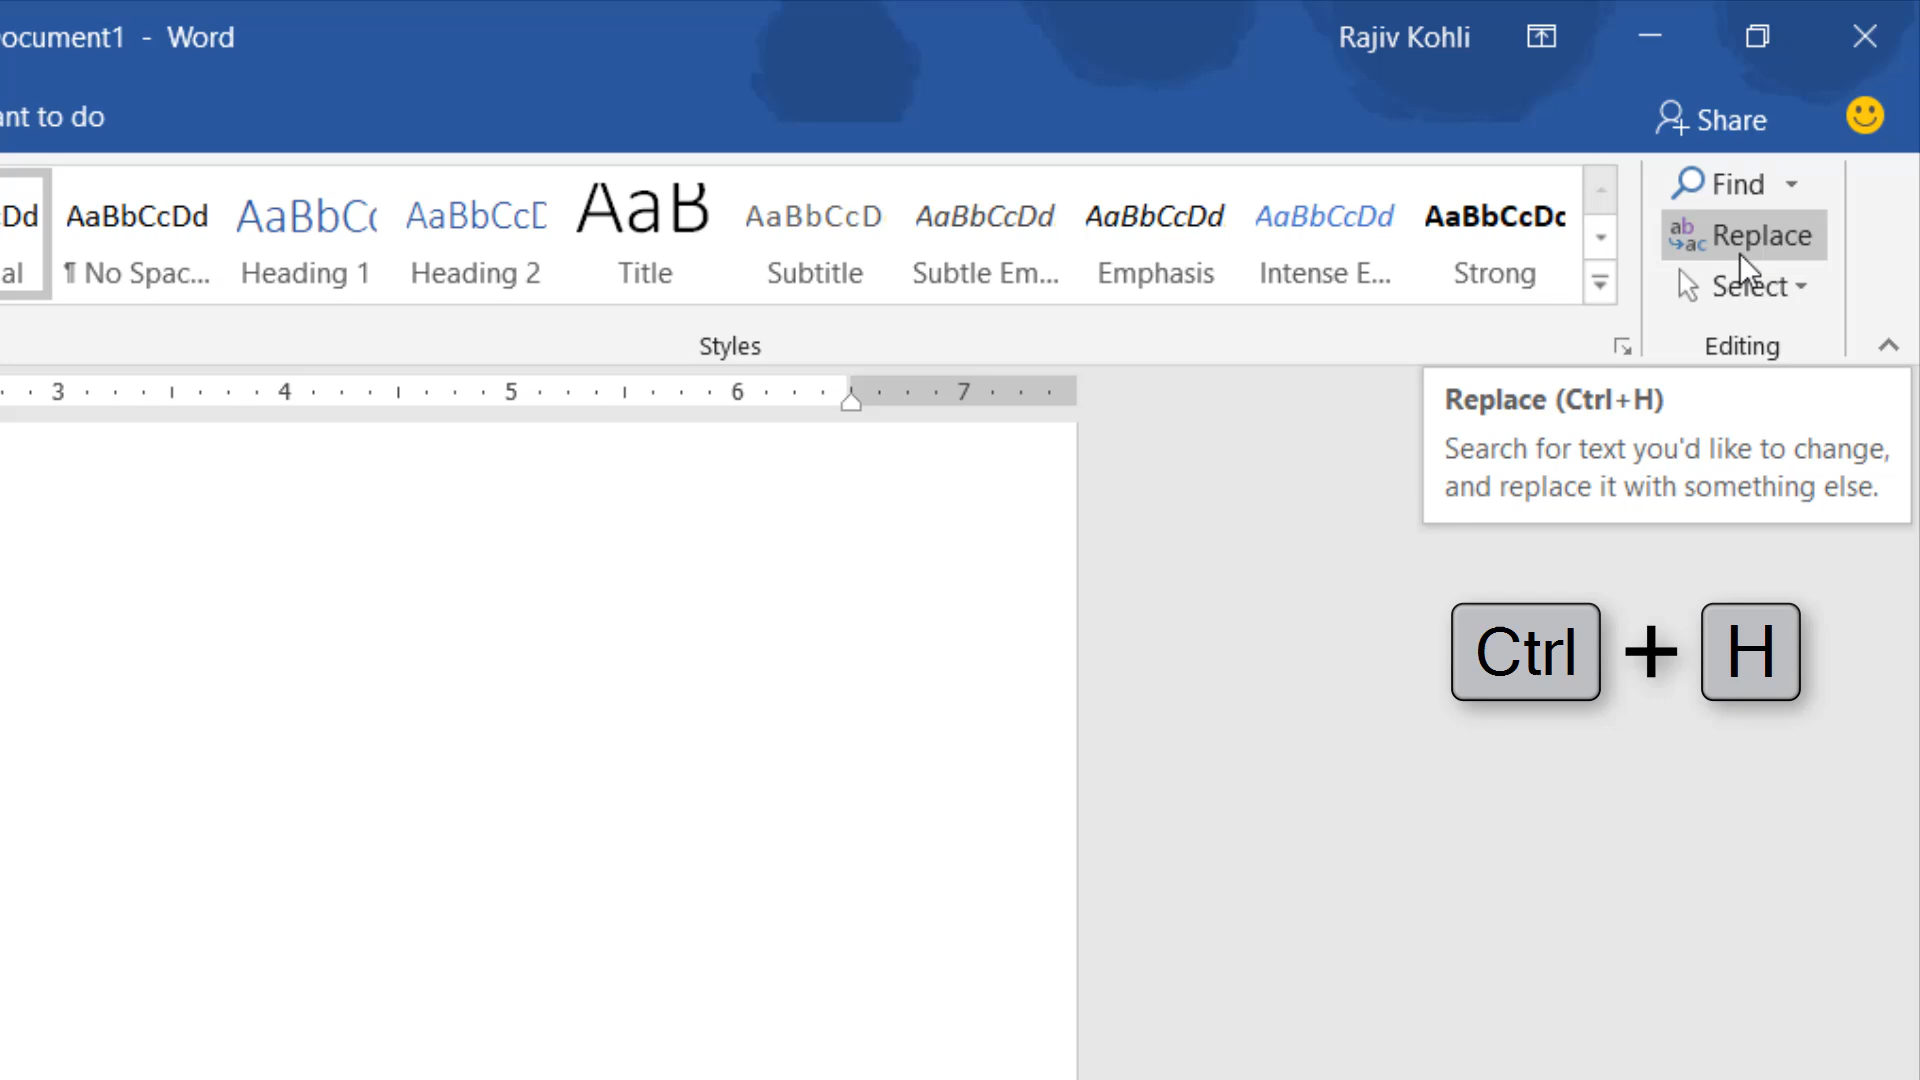 ocument1 - Word
Rajiv Kohli
ant to do
Share
Find
Replace
Select
Editing
Dd AaBbCcDd AaBbCc AaBbCcD AaB AaBbCcD AaBbCcDd AaBbCcDd AaBbCcDd AaBbCcDc
al ¶ No Spac... Heading 1 Heading 2 Title Subtitle Subtle Em... Emphasis Intense E... Strong
Styles
3 4 5 6 7
Replace (Ctrl+H)
Search for text you'd like to change,
and replace it with something else.
Ctrl + H